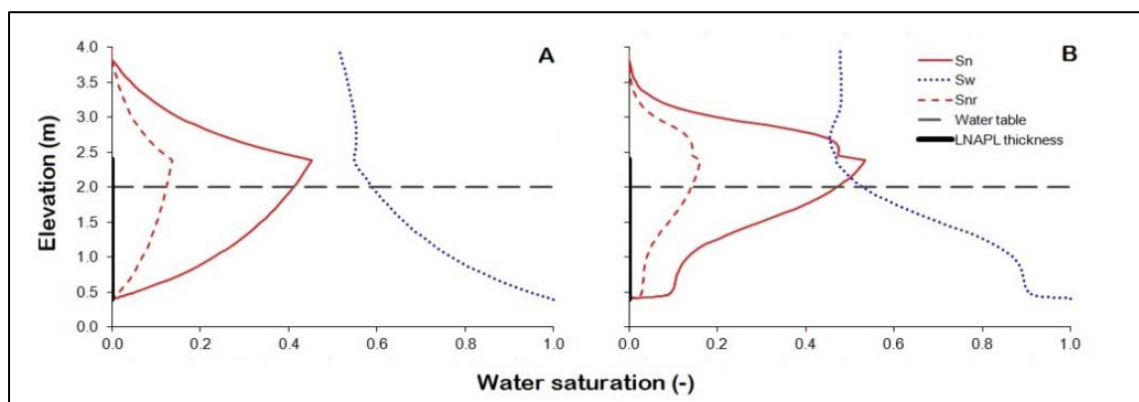 A
B
4.0
3.5
3.0
2.5
2.0
1.5
1.0
0.5
0.0
Elevation (m)
0.0 0.2 0.4 0.6 0.8 1.0
0.0 0.2 0.4 0.6 0.8 1.0
Sn
Sw
Snr
Water table
LNAPL thickness
Water saturation (-)